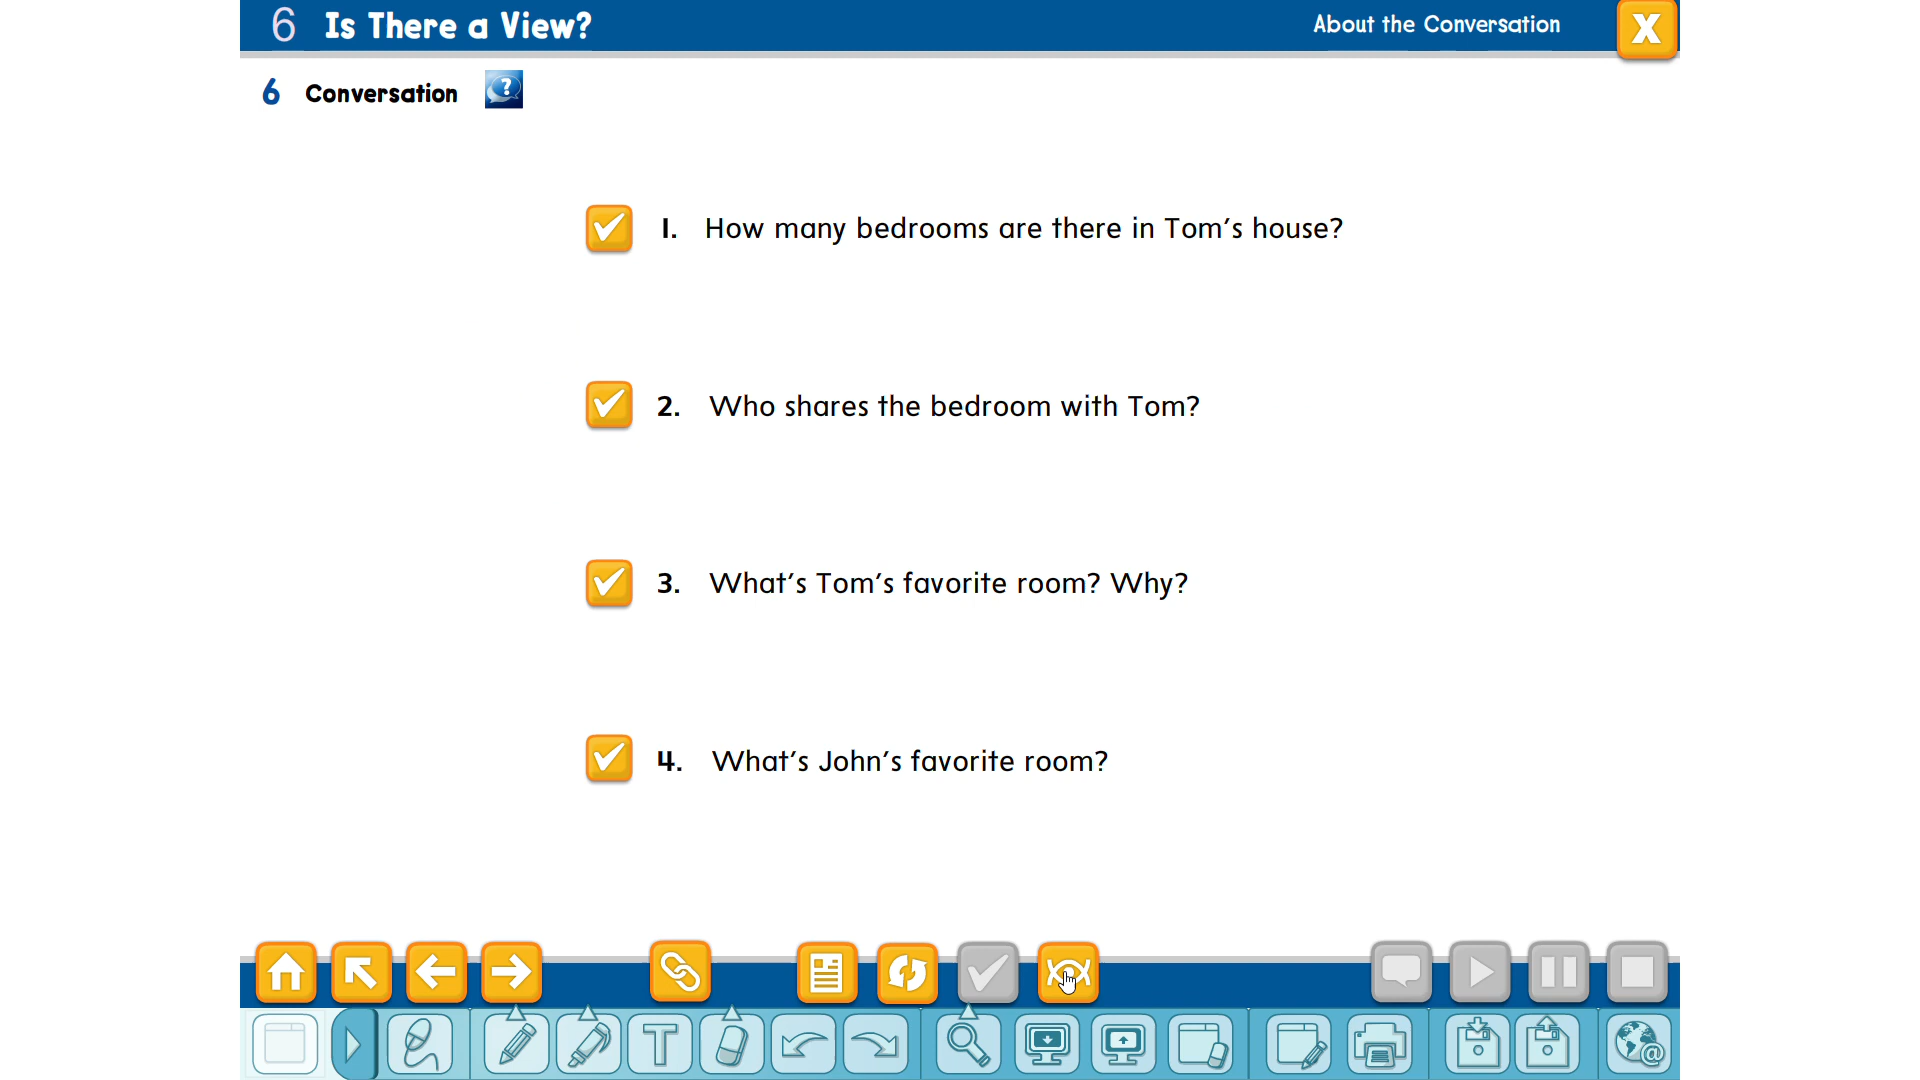 6 Is There a View?
About the Conversation
X
6 Conversation
?
1. How many bedrooms are there in Tom's house?
2. Who shares the bedroom with Tom?
3. What's Tom's favorite room? Why?
4. What's John's favorite room?
T
@